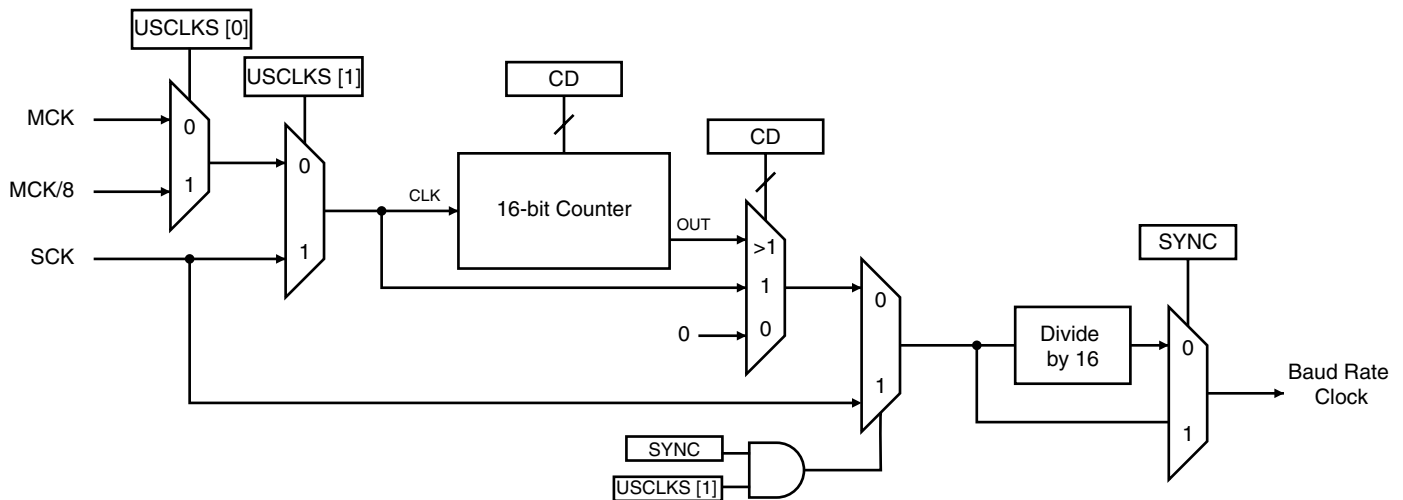 USCLKS [0]
USCLKS [1]
CD
MCK
0
CD
MCK/8
1
0
CLK
16-bit Counter
OUT
>1
SYNC
SCK
1
1
0
0
0
Divide
by 16
0
Baud Rate
Clock
1
1
SYNC
USCLKS [1]